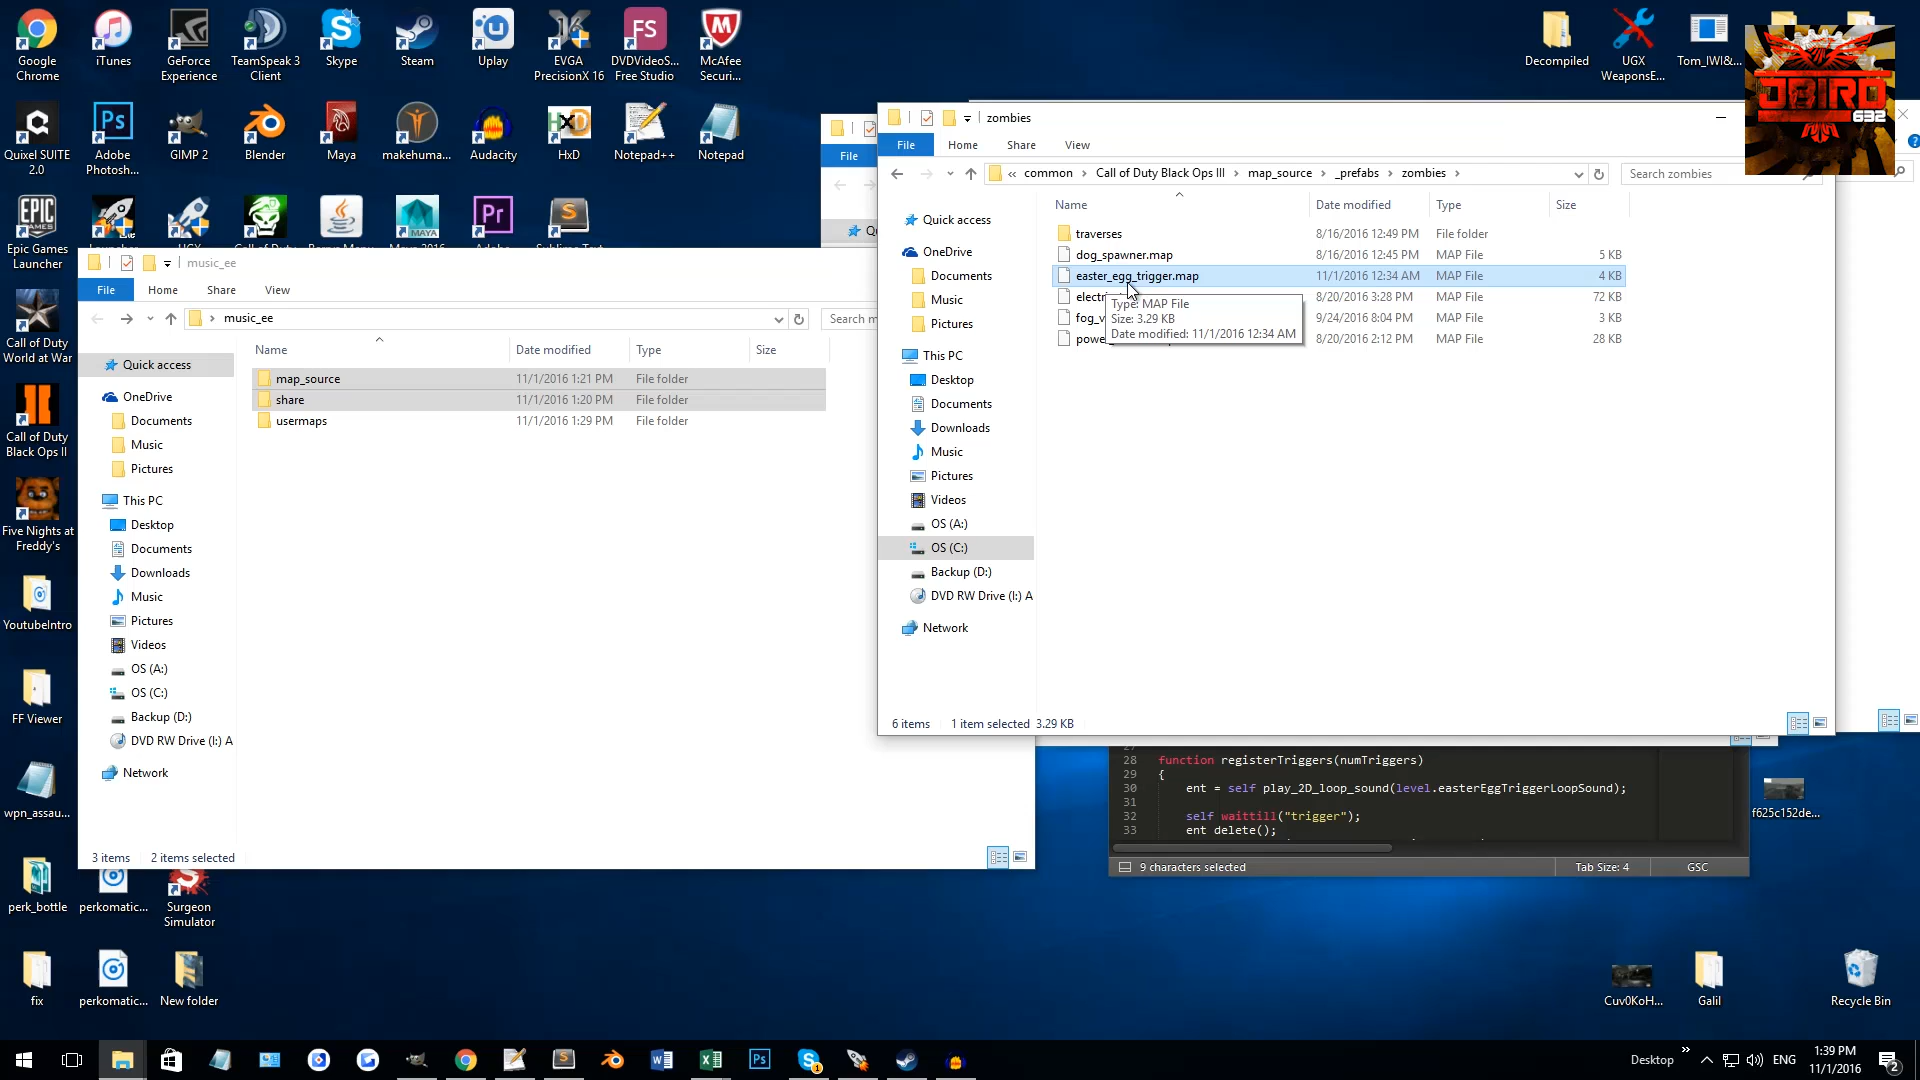 Google
Chrome
iTunes
GeForce
Experience
TeamSpeak 3
Client
Skype
Steam
Uplay
EVGA
PrecisionX 16
DVDVideoS...
Free Studio
McAfee
Securi...
Decompiled
UGX
WeaponsE...
Tom_IWI&...
JBIRD
632
Quixel SUITE
2.0
Adobe
Photosh...
GIMP 2
Blender
Maya
makehuma...
Audacity
HxD
Notepad++
Notepad
Epic Games
Launcher
Call of Duty
World at War
Call of Duty
Black Ops II
Five Nights at
Freddy's
YoutubeIntro
FF Viewer
wpn_assau...
perk_bottle
perkomatic...
Surgeon
Simulator
fix
perkomatic...
New folder
music_ee
File
Home
Share
View
music_ee
Search m
Name
Date modified
Type
Size
map_source 11/1/2016 1:21 PM File folder
share 11/1/2016 1:20 PM File folder
usermaps 11/1/2016 1:29 PM File folder
Quick access
OneDrive
Documents
Music
Pictures
This PC
Desktop
Documents
Downloads
Music
Pictures
Videos
OS (A:)
OS (C:)
Backup (D:)
DVD RW Drive (I:) A
Network
3 items 2 items selected
File
zombies
File
Home
Share
View
« common > Call of Duty Black Ops III > map_source > _prefabs > zombies >
Search zombies
Name
Date modified
Type
Size
traverses 8/16/2016 12:49 PM File folder
dog_spawner.map 8/16/2016 12:45 PM MAP File 5 KB
easter_egg_trigger.map 11/1/2016 12:34 AM MAP File 4 KB
8/20/2016 3:28 PM MAP File 72 KB
9/24/2016 8:04 PM MAP File 3 KB
8/20/2016 2:12 PM MAP File 28 KB
Type: MAP File
Size: 3.29 KB
Date modified: 11/1/2016 12:34 AM
Quick access
OneDrive
Documents
Music
Pictures
This PC
Desktop
Documents
Downloads
Music
Pictures
Videos
OS (A:)
OS (C:)
Backup (D:)
DVD RW Drive (I:) A
Network
6 items 1 item selected 3.29 KB
28 function registerTriggers(numTriggers)
29 {
30 ent = self play_2D_loop_sound(level.easterEggTriggerLoopSound);
31
32 self waittill("trigger");
33 ent delete();
9 characters selected
Tab Size: 4
GSC
f625c152de...
Cuv0KoH...
Galil
Recycle Bin
Desktop
ENG
1:39 PM
11/1/2016
2